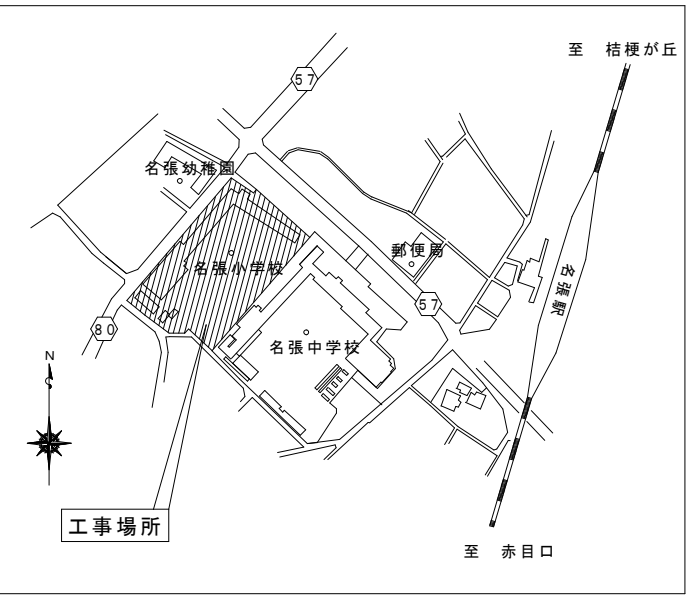 至　桔梗が丘
57
名張幼稚園
郵便局
名張小学校
名張駅
57
80
名張中学校
N
工事場所
至　赤目口